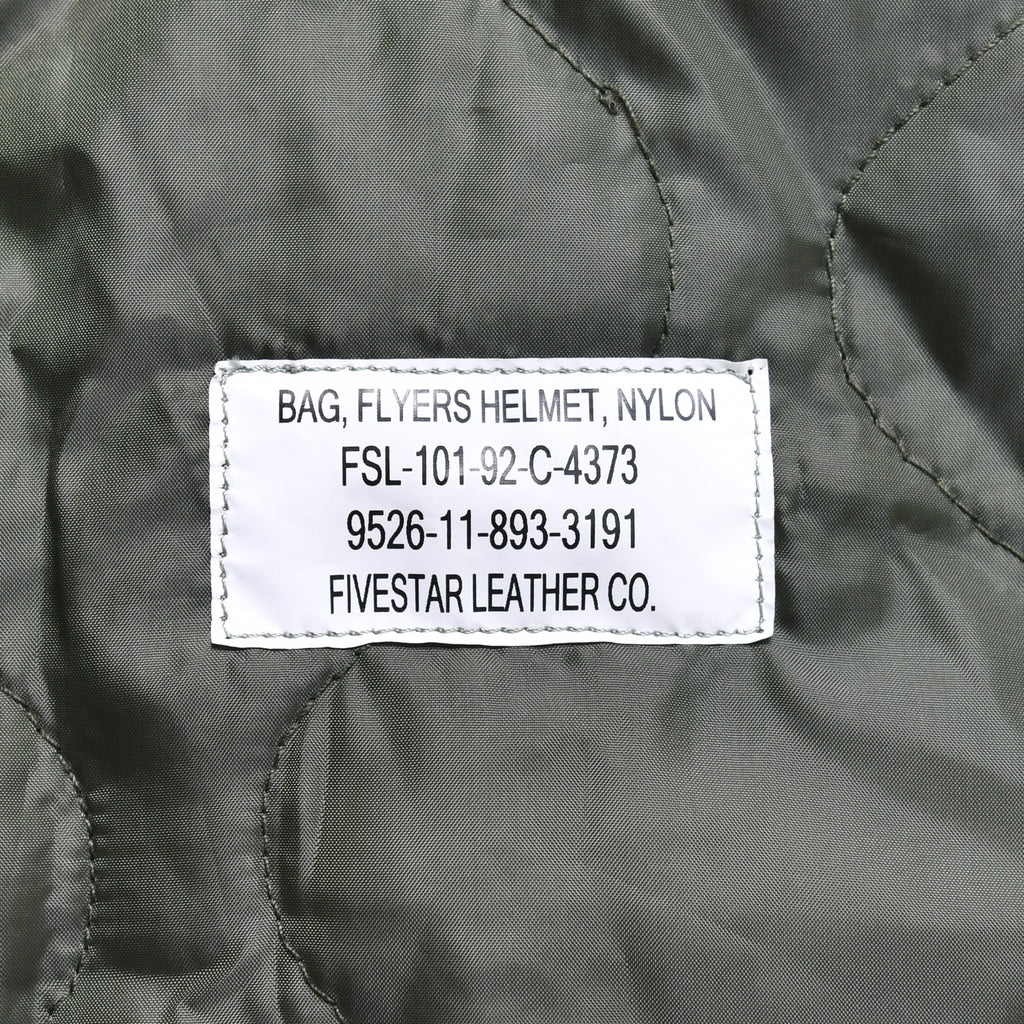 BAG, FLYERS HELMET, NYLON
FSL-101-92-C-4373
9526-11-893-3191
FIVESTAR LEATHER CO.